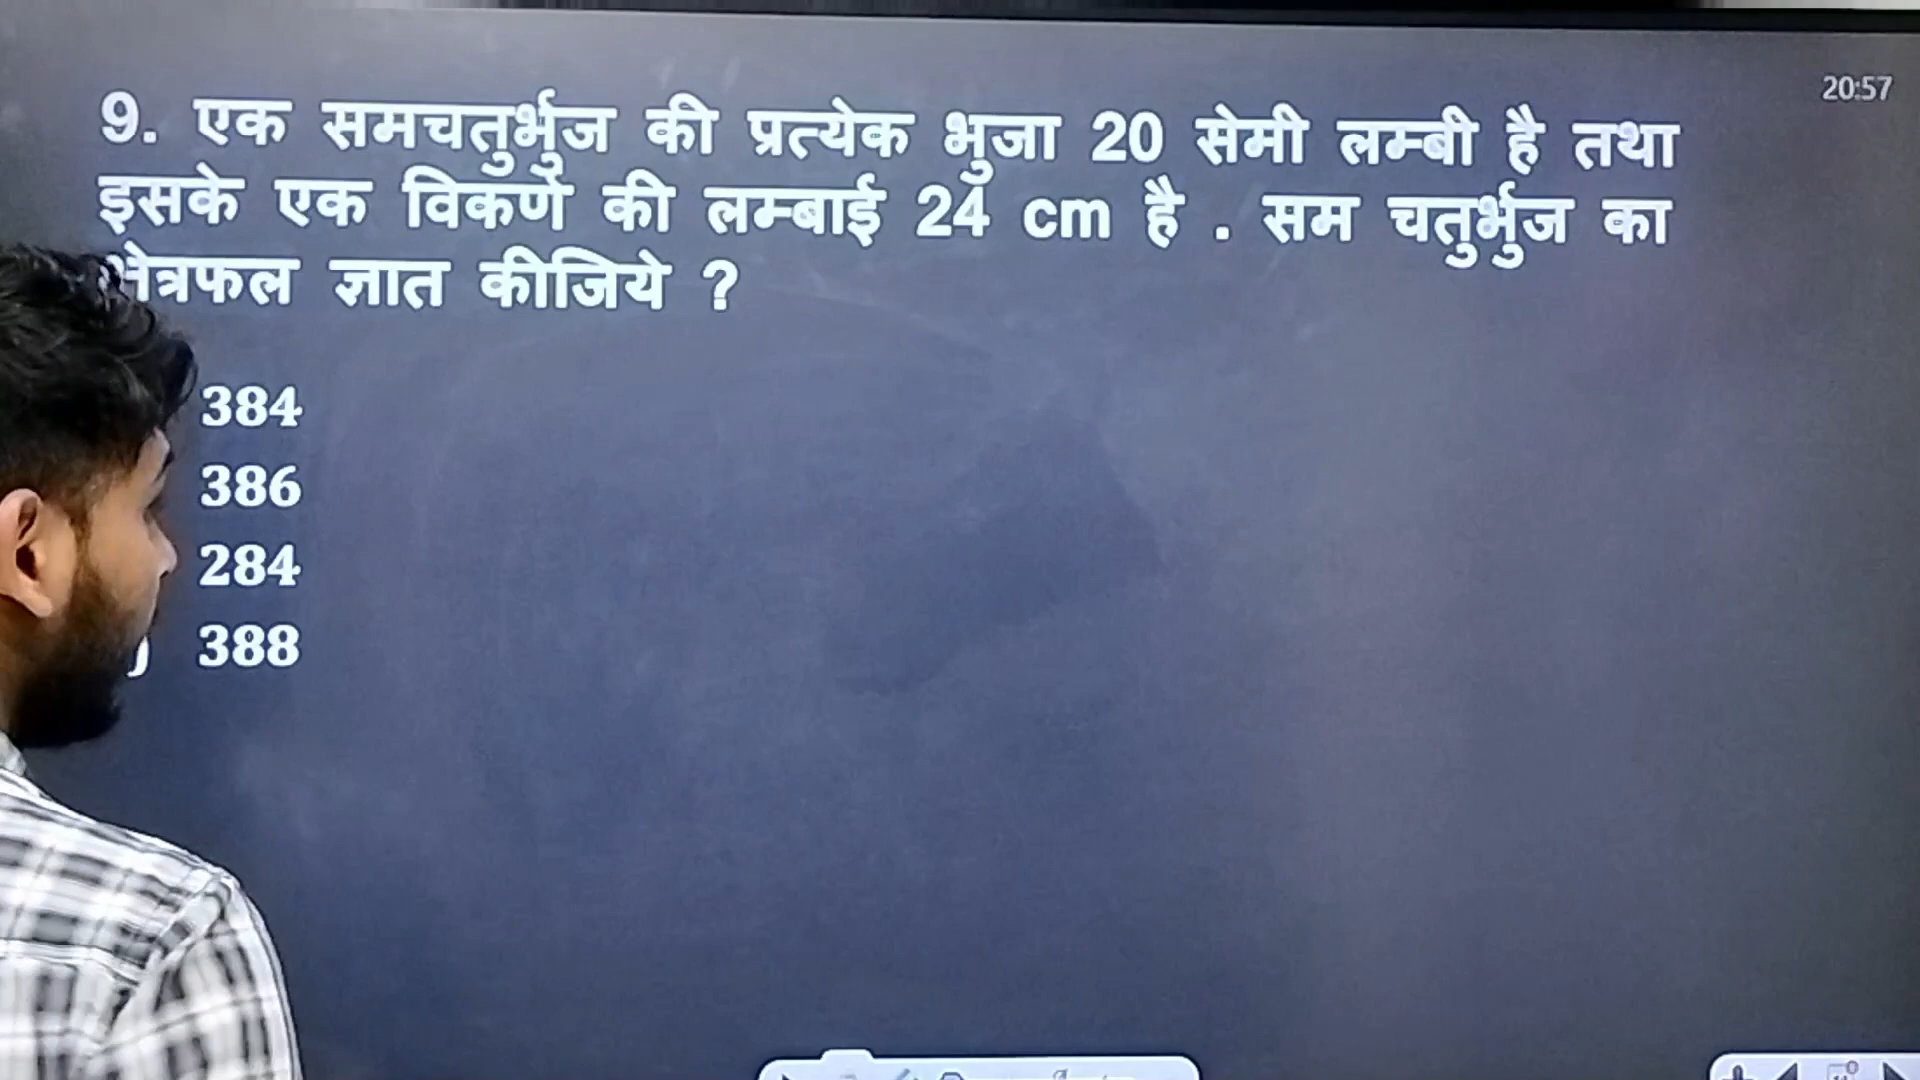 20:57
9. एक समचतुर्भुज की प्रत्येक भुजा 20 सेमी लम्बी है तथा
इसके एक विकर्ण की लम्बाई 24 cm है . सम चतुर्भुज का
क्षेत्रफल ज्ञात कीजिये ?
384
386
284
) 388